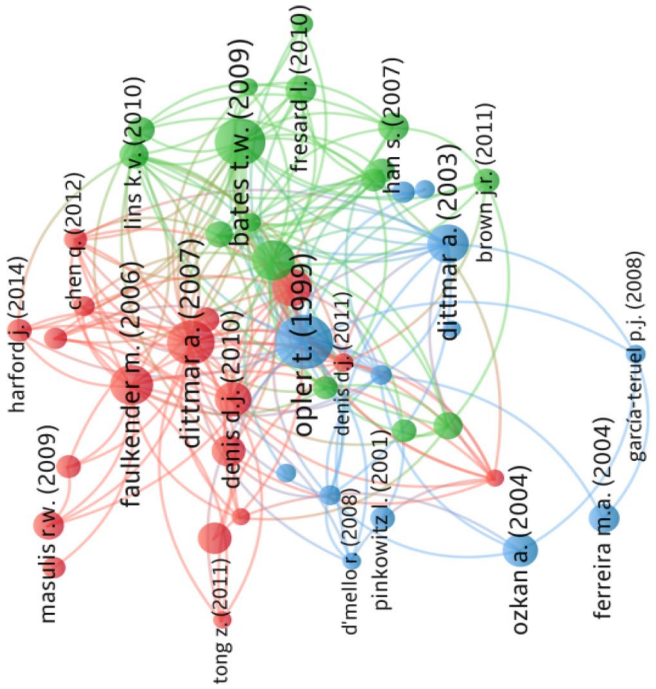 harford j. (2014)
masulis r.w. (2009)
chen q. (2012)
lins k.v. (2010)
faulkender m. (2006)
dittmar a. (2007)
tong z. (2011)
denis d.j. (2010)
bates t.w. (2009)
fresard l. (2010)
opler t. (1999)
denis d.j. (2011)
d'mello r. (2008)
pinkowitz l. (2001)
han s. (2007)
dittmar a. (2003)
brown j.r. (2011)
ozkan a. (2004)
ferreira m.a. (2004)
garcía-teruel p.j. (2008)